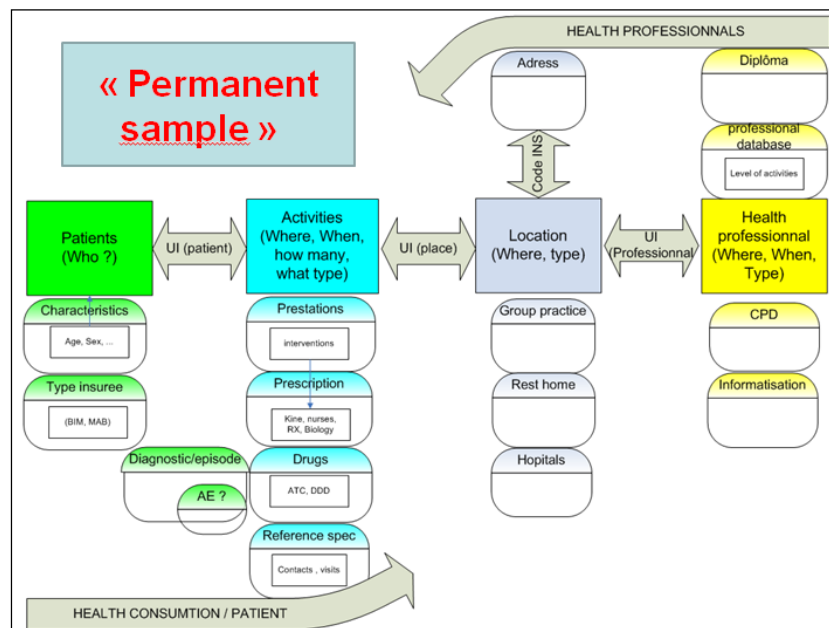 HEALTH PROFESSIONNALS
« Permanent
sample »
Adress
Diplôma
professional
database
Level of activities
Code INS
Patients
(Who ?)
UI (patient)
Activities
(Where, When,
how many,
what type)
UI (place)
Location
(Where, type)
UI
(Professionnal)
Health
professionnal
(Where, When,
Type)
Characteristics
Age, Sex, ...
Type insuree
(BIM, MAB)
Diagnostic/episode
AE ?
Prestations
interventions
Prescription
Kine, nurses,
RX, Biology
Drugs
ATC, DDD
Reference spec
Contacts , visits
Group practice
Rest home
Hopitals
CPD
Informatisation
HEALTH CONSUMTION / PATIENT